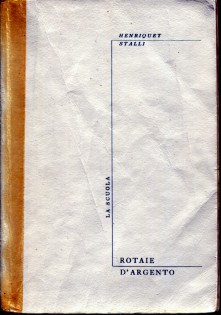 HENRIQUET
STALLI
LA SCUOLA
ROTAIE
D'ARGENTO